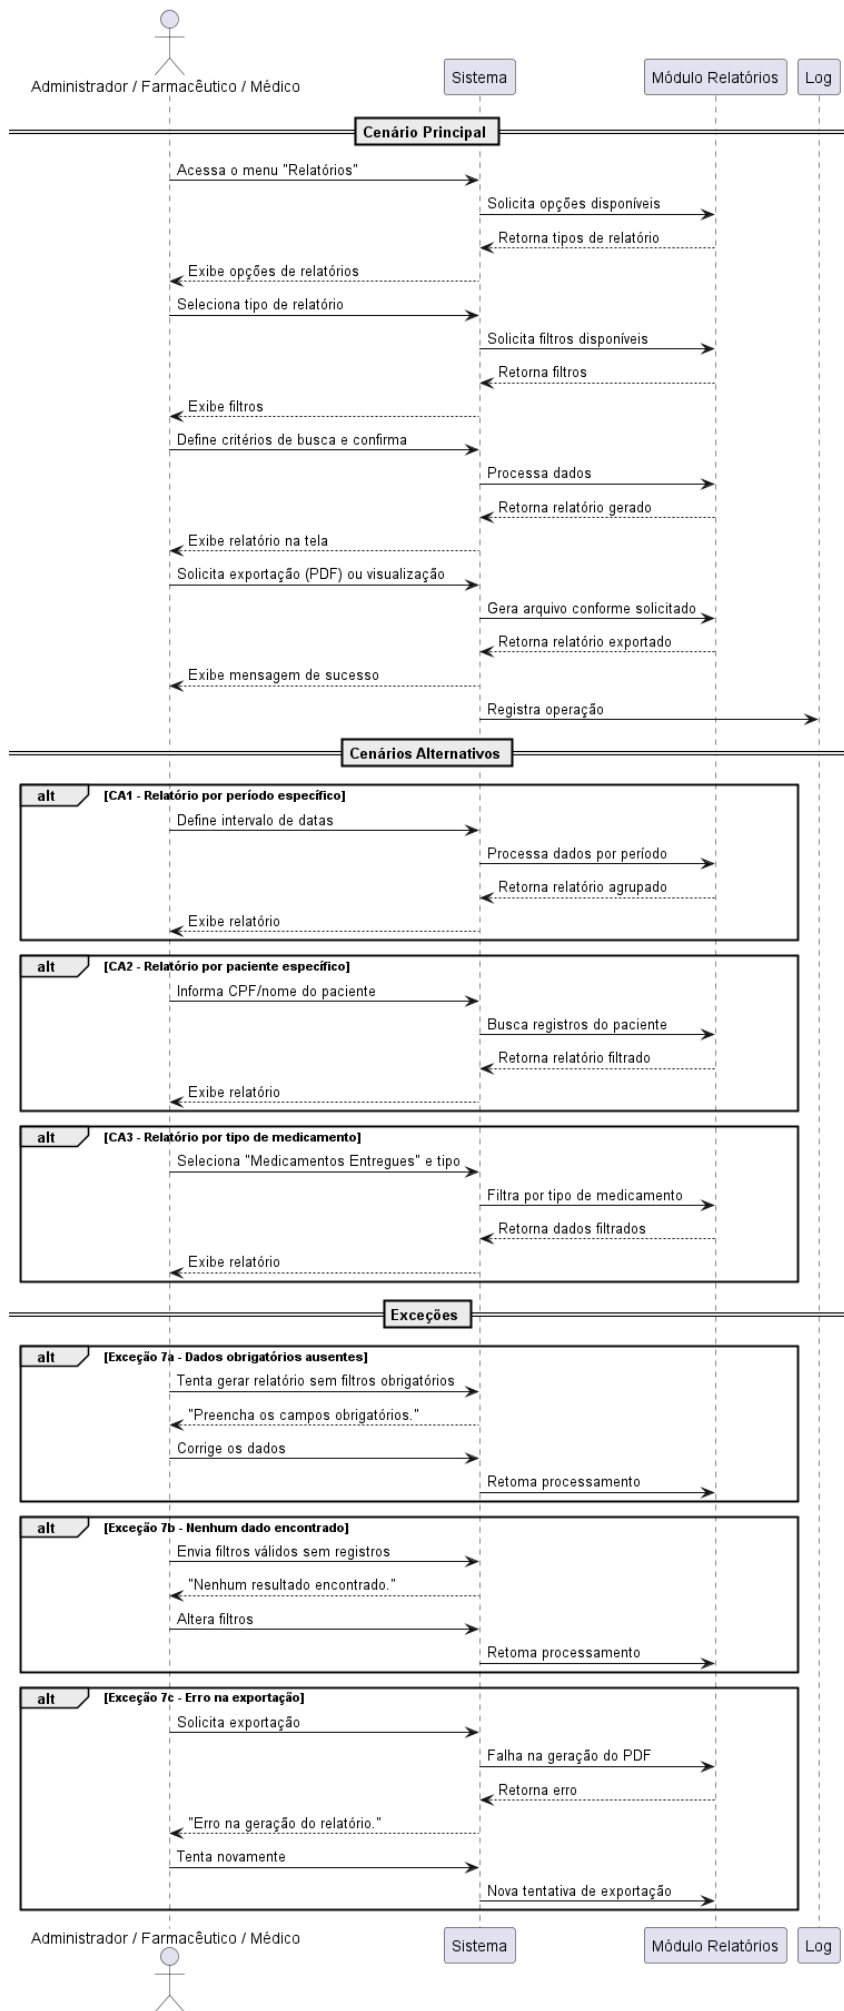 Administrador / Farmacêutico / Médico
Sistema
Módulo Relatórios
Log
Cenário Principal
Acessa o menu "Relatórios"
Solicita opções disponíveis
Retorna tipos de relatório
Exibe opções de relatórios
Seleciona tipo de relatório
Solicita filtros disponíveis
Retorna filtros
Exibe filtros
Define critérios de busca e confirma
Processa dados
Retorna relatório gerado
Exibe relatório na tela
Solicita exportação (PDF) ou visualização
Gera arquivo conforme solicitado
Retorna relatório exportado
Exibe mensagem de sucesso
Registra operação
Cenários Alternativos
alt [CA1 - Relatório por período específico]
Define intervalo de datas
Processa dados por período
Retorna relatório agrupado
Exibe relatório
alt [CA2 - Relatório por paciente específico]
Informa CPF/nome do paciente
Busca registros do paciente
Retorna relatório filtrado
Exibe relatório
alt [CA3 - Relatório por tipo de medicamento]
Seleciona "Medicamentos Entregues" e tipo
Filtra por tipo de medicamento
Retorna dados filtrados
Exibe relatório
Exceções
alt [Exceção 7a - Dados obrigatórios ausentes]
Tenta gerar relatório sem filtros obrigatórios
"Preencha os campos obrigatórios."
Corrige os dados
Retoma processamento
alt [Exceção 7b - Nenhum dado encontrado]
Envia filtros válidos sem registros
"Nenhum resultado encontrado."
Altera filtros
Retoma processamento
alt [Exceção 7c - Erro na exportação]
Solicita exportação
Falha na geração do PDF
Retorna erro
"Erro na geração do relatório."
Tenta novamente
Nova tentativa de exportação
Administrador / Farmacêutico / Médico
Sistema
Módulo Relatórios
Log